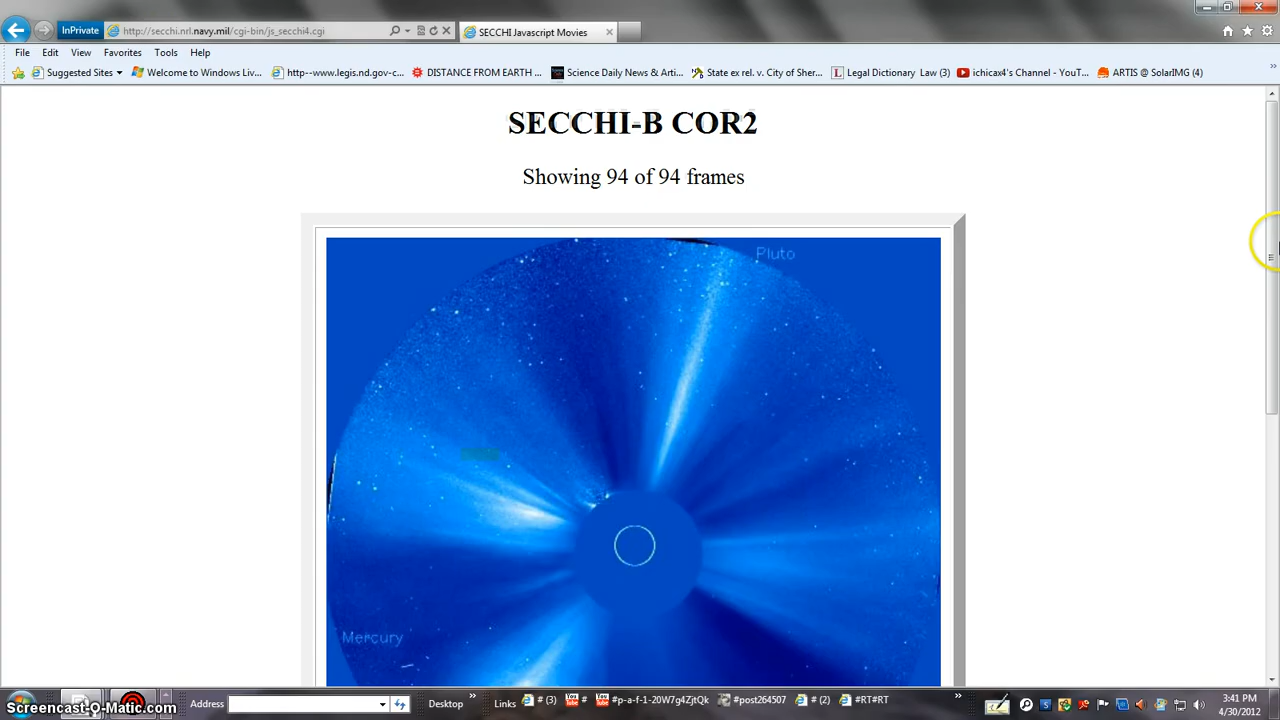 InPrivate
http://secchi.nrl.navy.mil/cgi-bin/js_secchi4.cgi
SECCHI Javascript Movies
File Edit View Favorites Tools Help
Suggested Sites
Welcome to Windows Liv...
http--www.legis.nd.gov-c...
DISTANCE FROM EARTH ...
Science Daily News & Arti...
State ex rel. v. City of Sher...
L Legal Dictionary Law (3)
ichicax4's Channel - YouT...
ARTIS @ SolarIMG (4)
SECCHI-B COR2
Showing 94 of 94 frames
Pluto
Mercury
Address
Desktop
Links
# (3)
#
#p-a-f-1-20W7g4ZjtQk
#post264507
# (2)
#RT#RT
3:41 PM
4/30/2012
Screencast-O-Matic.com